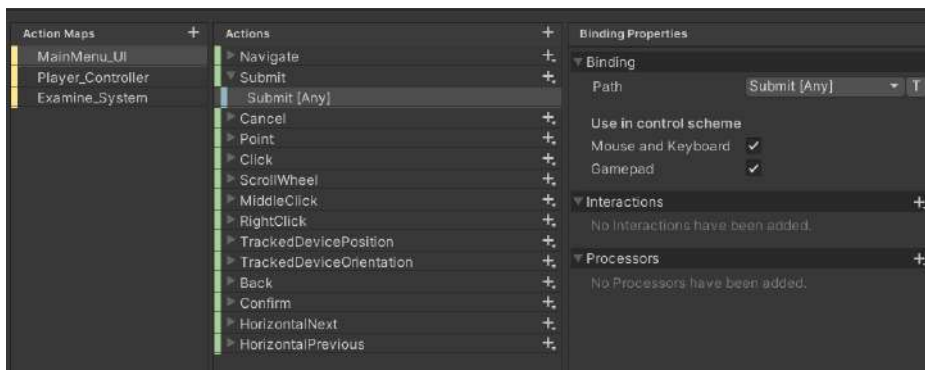 Action Maps
MainMenu_UI
Player_Controller
Examine_System
Actions
Navigate
Submit
Submit [Any]
Cancel
Point
Click
ScrollWheel
MiddleClick
RightClick
TrackedDevicePosition
TrackedDeviceOrientation
Back
Confirm
HorizontalNext
HorizontalPrevious
Binding Properties
Binding
Path Submit [Any] T
Use in control scheme
Mouse and Keyboard
Gamepad
Interactions
No Interactions have been added.
Processors
No Processors have been added.